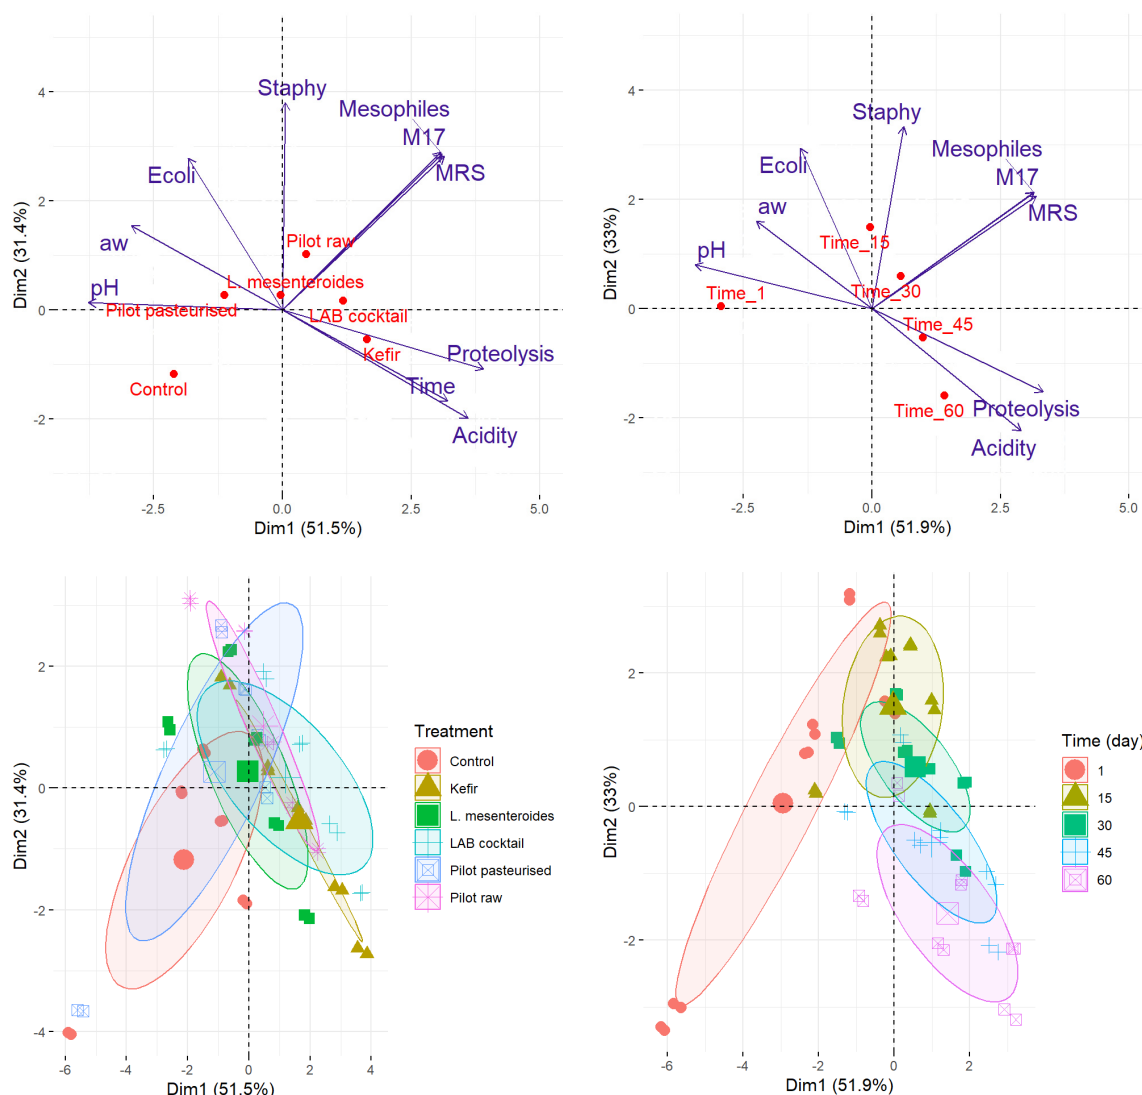 Staphy
Mesophiles
M17
MRS
Ecoli
aw
pH
Pilot raw
L. mesenteroides
Pilot pasteurised
LAB cocktail
Kefir
Control
Proteolysis
Time
Acidity
4
2
0
-2
-2.5
0.0
2.5
5.0
Dim1 (51.5%)
Dim2 (31.4%)
Staphy
Mesophiles
M17
MRS
Ecoli
aw
pH
Time_15
Time_1
Time_30
Time_45
Time_60
Proteolysis
Acidity
4
2
0
-2
-2.5
0.0
2.5
5.0
Dim1 (51.9%)
Dim2 (33%)
2
0
-2
-4
-6
-4
-2
0
2
4
Dim1 (51.5%)
Dim2 (31.4%)
Treatment
Control
Kefir
L. mesenteroides
LAB cocktail
Pilot pasteurised
Pilot raw
2
0
-2
-6
-4
-2
0
2
Dim1 (51.9%)
Dim2 (33%)
Time (day)
1
15
30
45
60